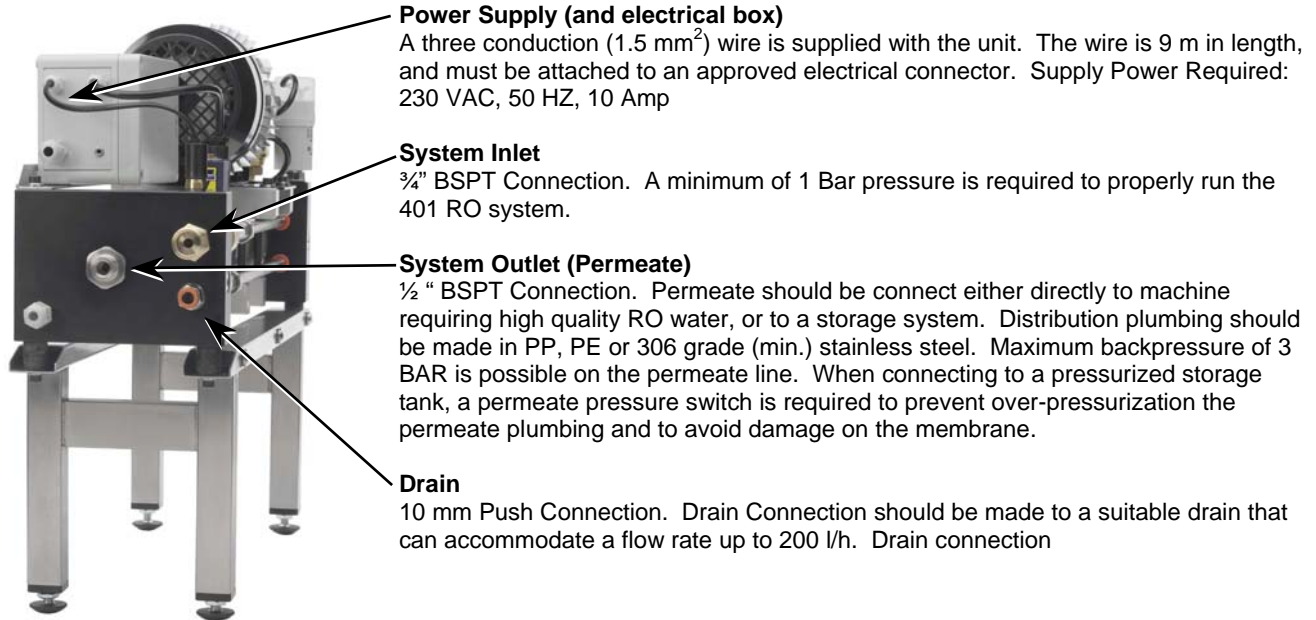 Power Supply (and electrical box)
A three conduction (1.5 mm²) wire is supplied with the unit.  The wire is 9 m in length,
and must be attached to an approved electrical connector.  Supply Power Required:
230 VAC, 50 HZ, 10 Amp
System Inlet
¾” BSPT Connection.  A minimum of 1 Bar pressure is required to properly run the
401 RO system.
System Outlet (Permeate)
½ “ BSPT Connection.  Permeate should be connect either directly to machine
requiring high quality RO water, or to a storage system.  Distribution plumbing should
be made in PP, PE or 306 grade (min.) stainless steel.  Maximum backpressure of 3
BAR is possible on the permeate line.  When connecting to a pressurized storage
tank, a permeate pressure switch is required to prevent over-pressurization the
permeate plumbing and to avoid damage on the membrane.
Drain
10 mm Push Connection.  Drain Connection should be made to a suitable drain that
can accommodate a flow rate up to 200 l/h.  Drain connection